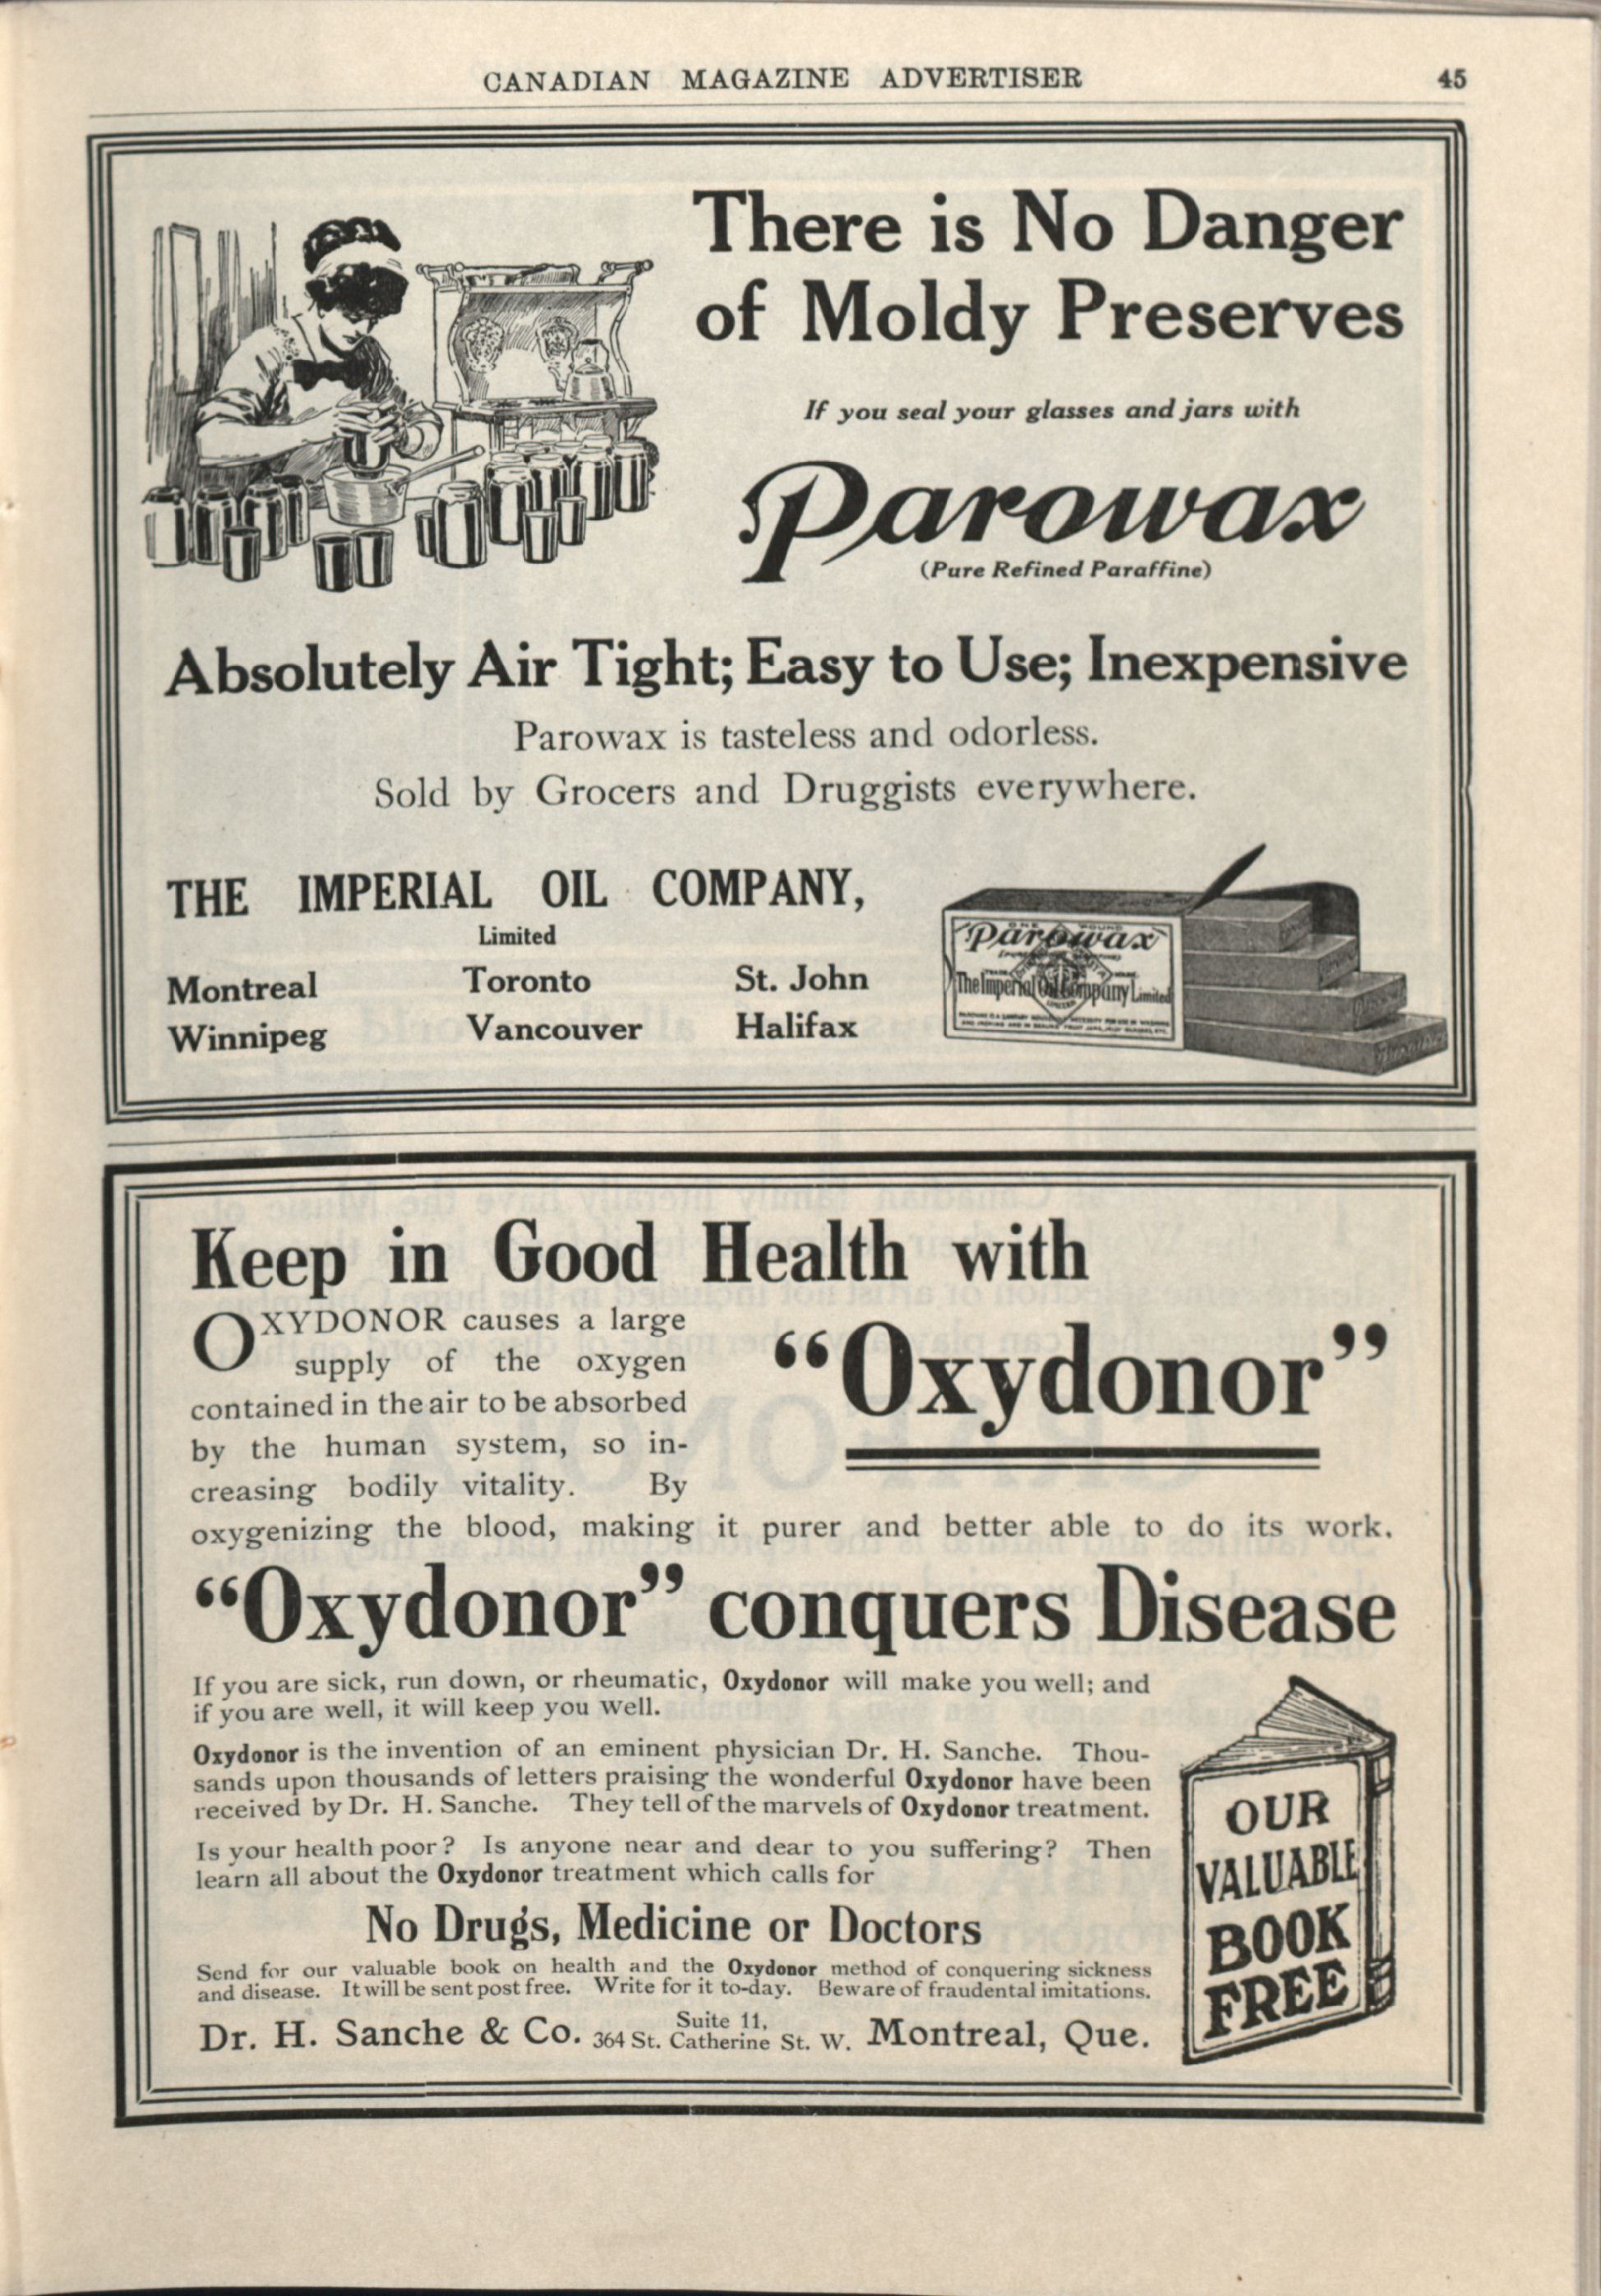 CANADIAN MAGAZINE ADVERTISER 45
There is No Danger
of Moldy Preserves
If you seal your glasses and jars with
Parowax
(Pure Refined Paraffine)
Absolutely Air Tight; Easy to Use; Inexpensive
Parowax is tasteless and odorless.
Sold by Grocers and Druggists everywhere.
THE IMPERIAL OIL COMPANY,
Limited
Montreal Toronto St. John
Winnipeg Vancouver Halifax
Parowax
The Imperial Oil Company Limited
Keep in Good Health with
"Oxydonor"
OXYDONOR causes a large
supply of the oxygen
contained in the air to be absorbed
by the human system, so in-
creasing bodily vitality. By
oxygenizing the blood, making it purer and better able to do its work.
"Oxydonor" conquers Disease
If you are sick, run down, or rheumatic, Oxydonor will make you well; and
if you are well, it will keep you well.
Oxydonor is the invention of an eminent physician Dr. H. Sanche. Thou-
sands upon thousands of letters praising the wonderful Oxydonor have been
received by Dr. H. Sanche. They tell of the marvels of Oxydonor treatment.
Is your health poor? Is anyone near and dear to you suffering? Then
learn all about the Oxydonor treatment which calls for
No Drugs, Medicine or Doctors
Send for our valuable book on health and the Oxydonor method of conquering sickness
and disease. It will be sent post free. Write for it to-day. Beware of fraudental imitations.
Dr. H. Sanche & Co. Suite 11, 364 St. Catherine St. W. Montreal, Que.
OUR
VALUABLE
BOOK
FREE